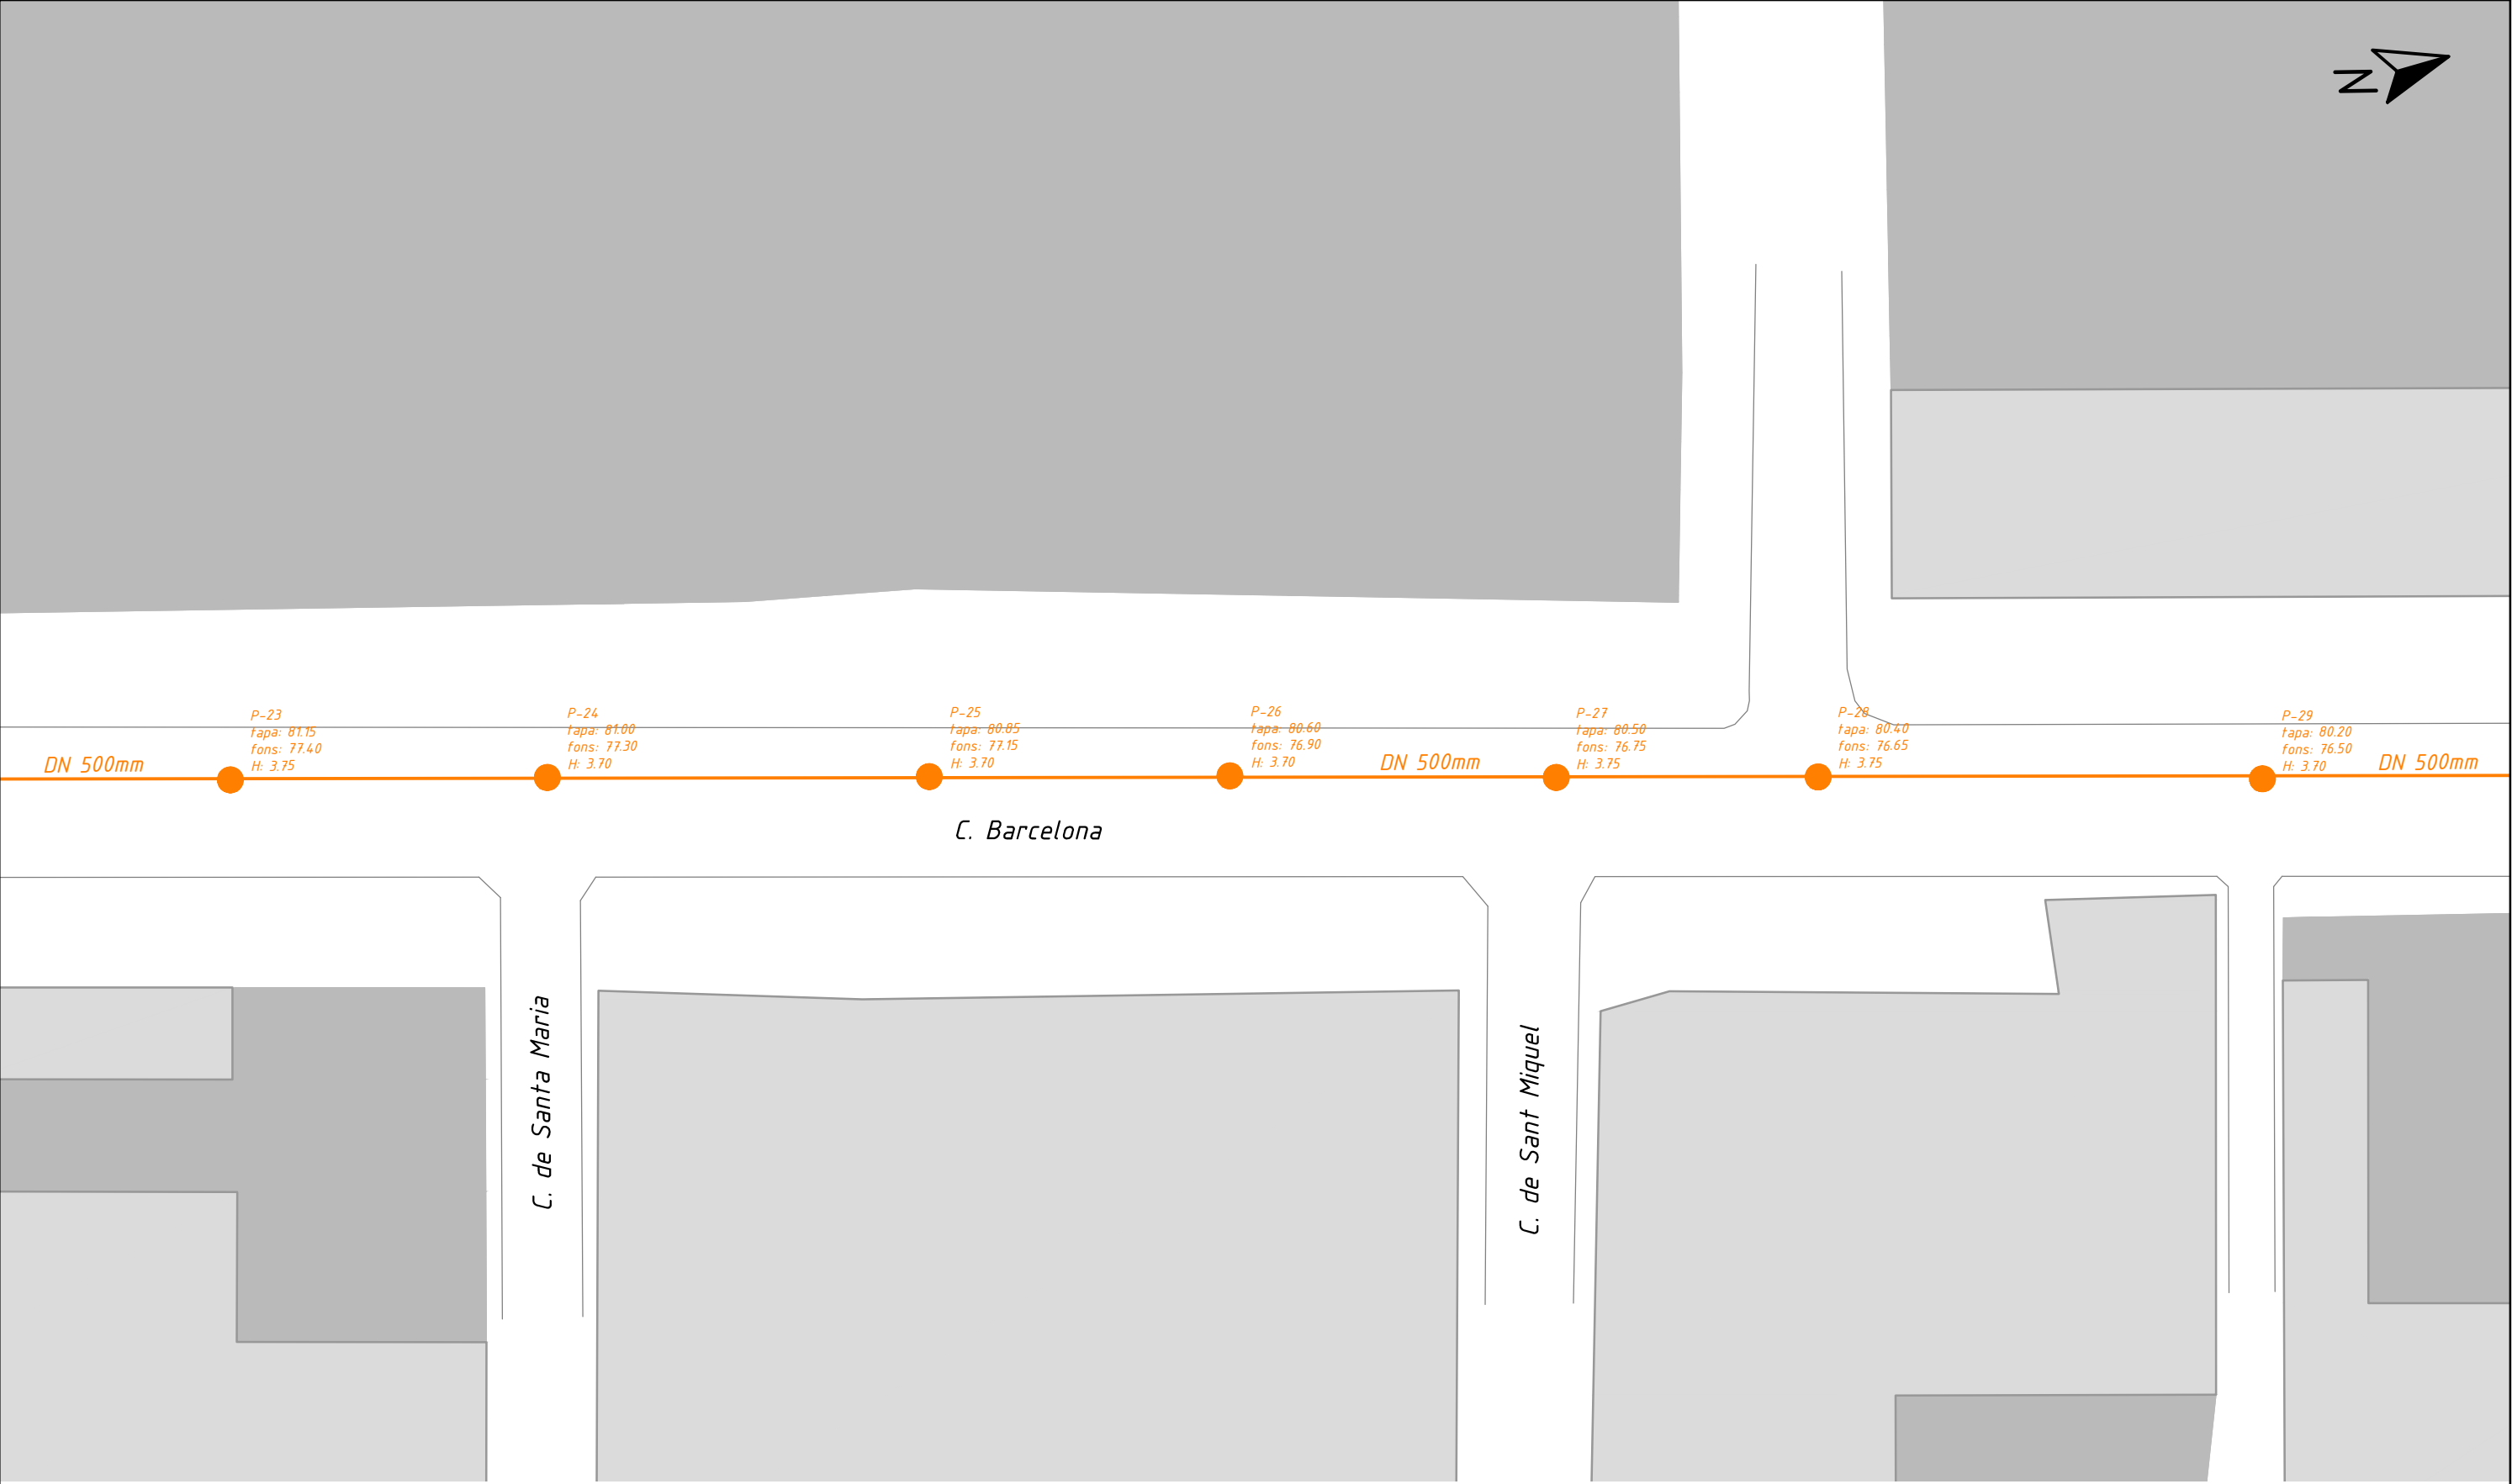 N
P-23
tapa: 81.15
fons: 77.40
H: 3.75
P-24
tapa: 81.00
fons: 77.30
H: 3.70
P-25
tapa: 80.85
fons: 77.15
H: 3.70
P-26
tapa: 80.60
fons: 76.90
H: 3.70
P-27
tapa: 80.50
fons: 76.75
H: 3.75
P-28
tapa: 80.40
fons: 76.65
H: 3.75
P-29
tapa: 80.20
fons: 76.50
H: 3.70
DN 500mm
DN 500mm
DN 500mm
C. Barcelona
C. de Santa Maria
C. de Sant Miquel